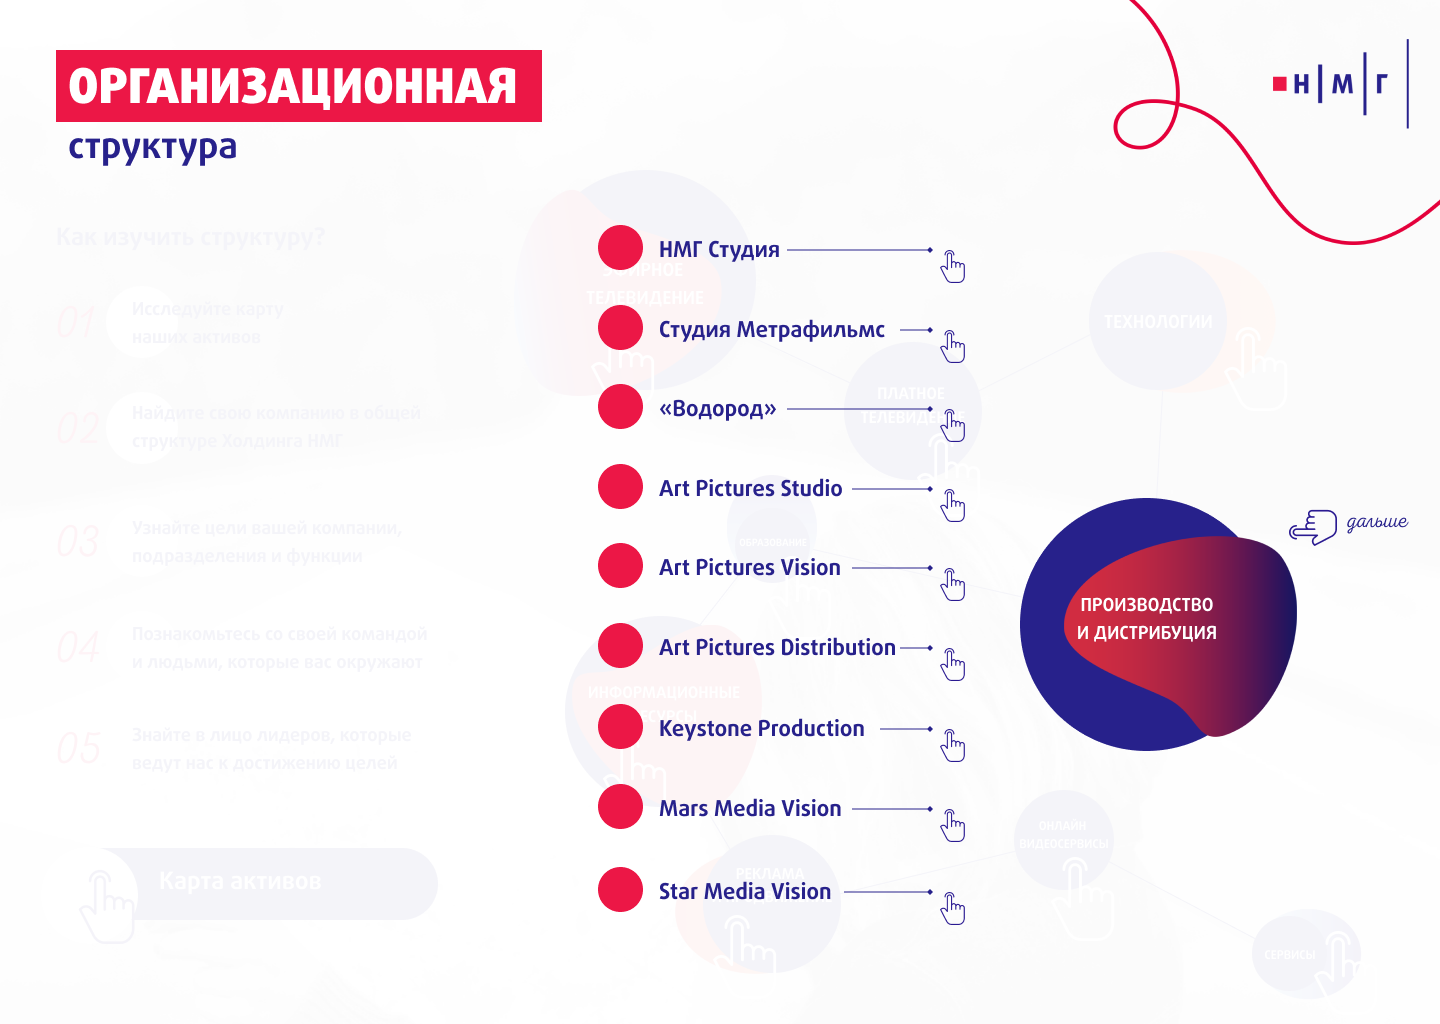 ОРГАНИЗАЦИОННАЯ
структура
Н М Г
Как изучить структуру?
01
Исследуйте карту
наших активов
02
Найдите свою компанию в общей
структуре Холдинга НМГ
03
Узнайте цели вашей компании,
подразделения и функции
04
Познакомьтесь со своей командой
и людьми, которые вас окружают
05
Знайте в лицо лидеров, которые
ведут нас к достижению целей
Карта активов
НМГ Студия
Студия Метрафильмс
«Водород»
Art Pictures Studio
Art Pictures Vision
Art Pictures Distribution
Keystone Production
Mars Media Vision
Star Media Vision
ТЕЛЕВИДЕНИЕ
ПЛАТНОЕ
ТЕЛЕВИДЕНИЕ
ТЕХНОЛОГИИ
ОБРАЗОВАНИЕ
ИНФОРМАЦИОННЫЕ
РЕКЛАМА
ОНЛАЙН
ВИДЕОСЕРВИСЫ
СЕРВИСЫ
ПРОИЗВОДСТВО
И ДИСТРИБУЦИЯ
дальше